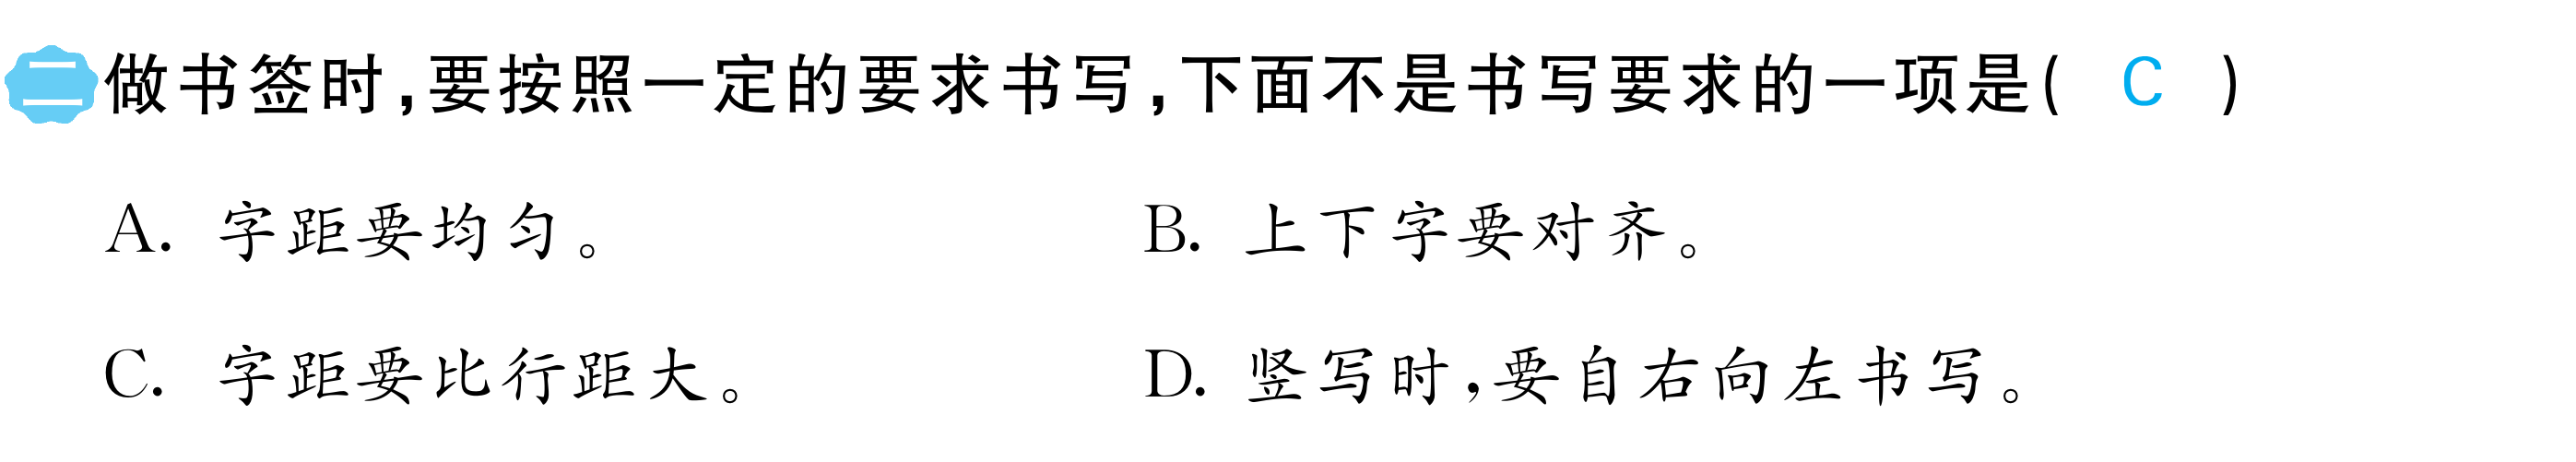 二 做书签时,要按照一定的要求书写,下面不是书写要求的一项是( C )
A. 字距要均匀。 B. 上下字要对齐。
C. 字距要比行距大。 D. 竖写时,要自右向左书写。